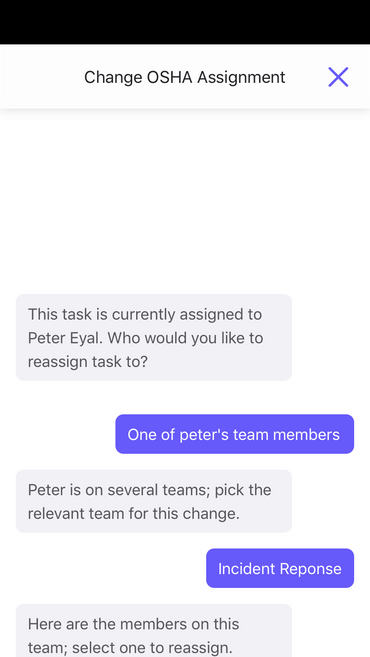 Change OSHA Assignment
This task is currently assigned to
Peter Eyal. Who would you like to
reassign task to?
One of peter's team members
Peter is on several teams; pick the
relevant team for this change.
Incident Reponse
Here are the members on this
team; select one to reassign.